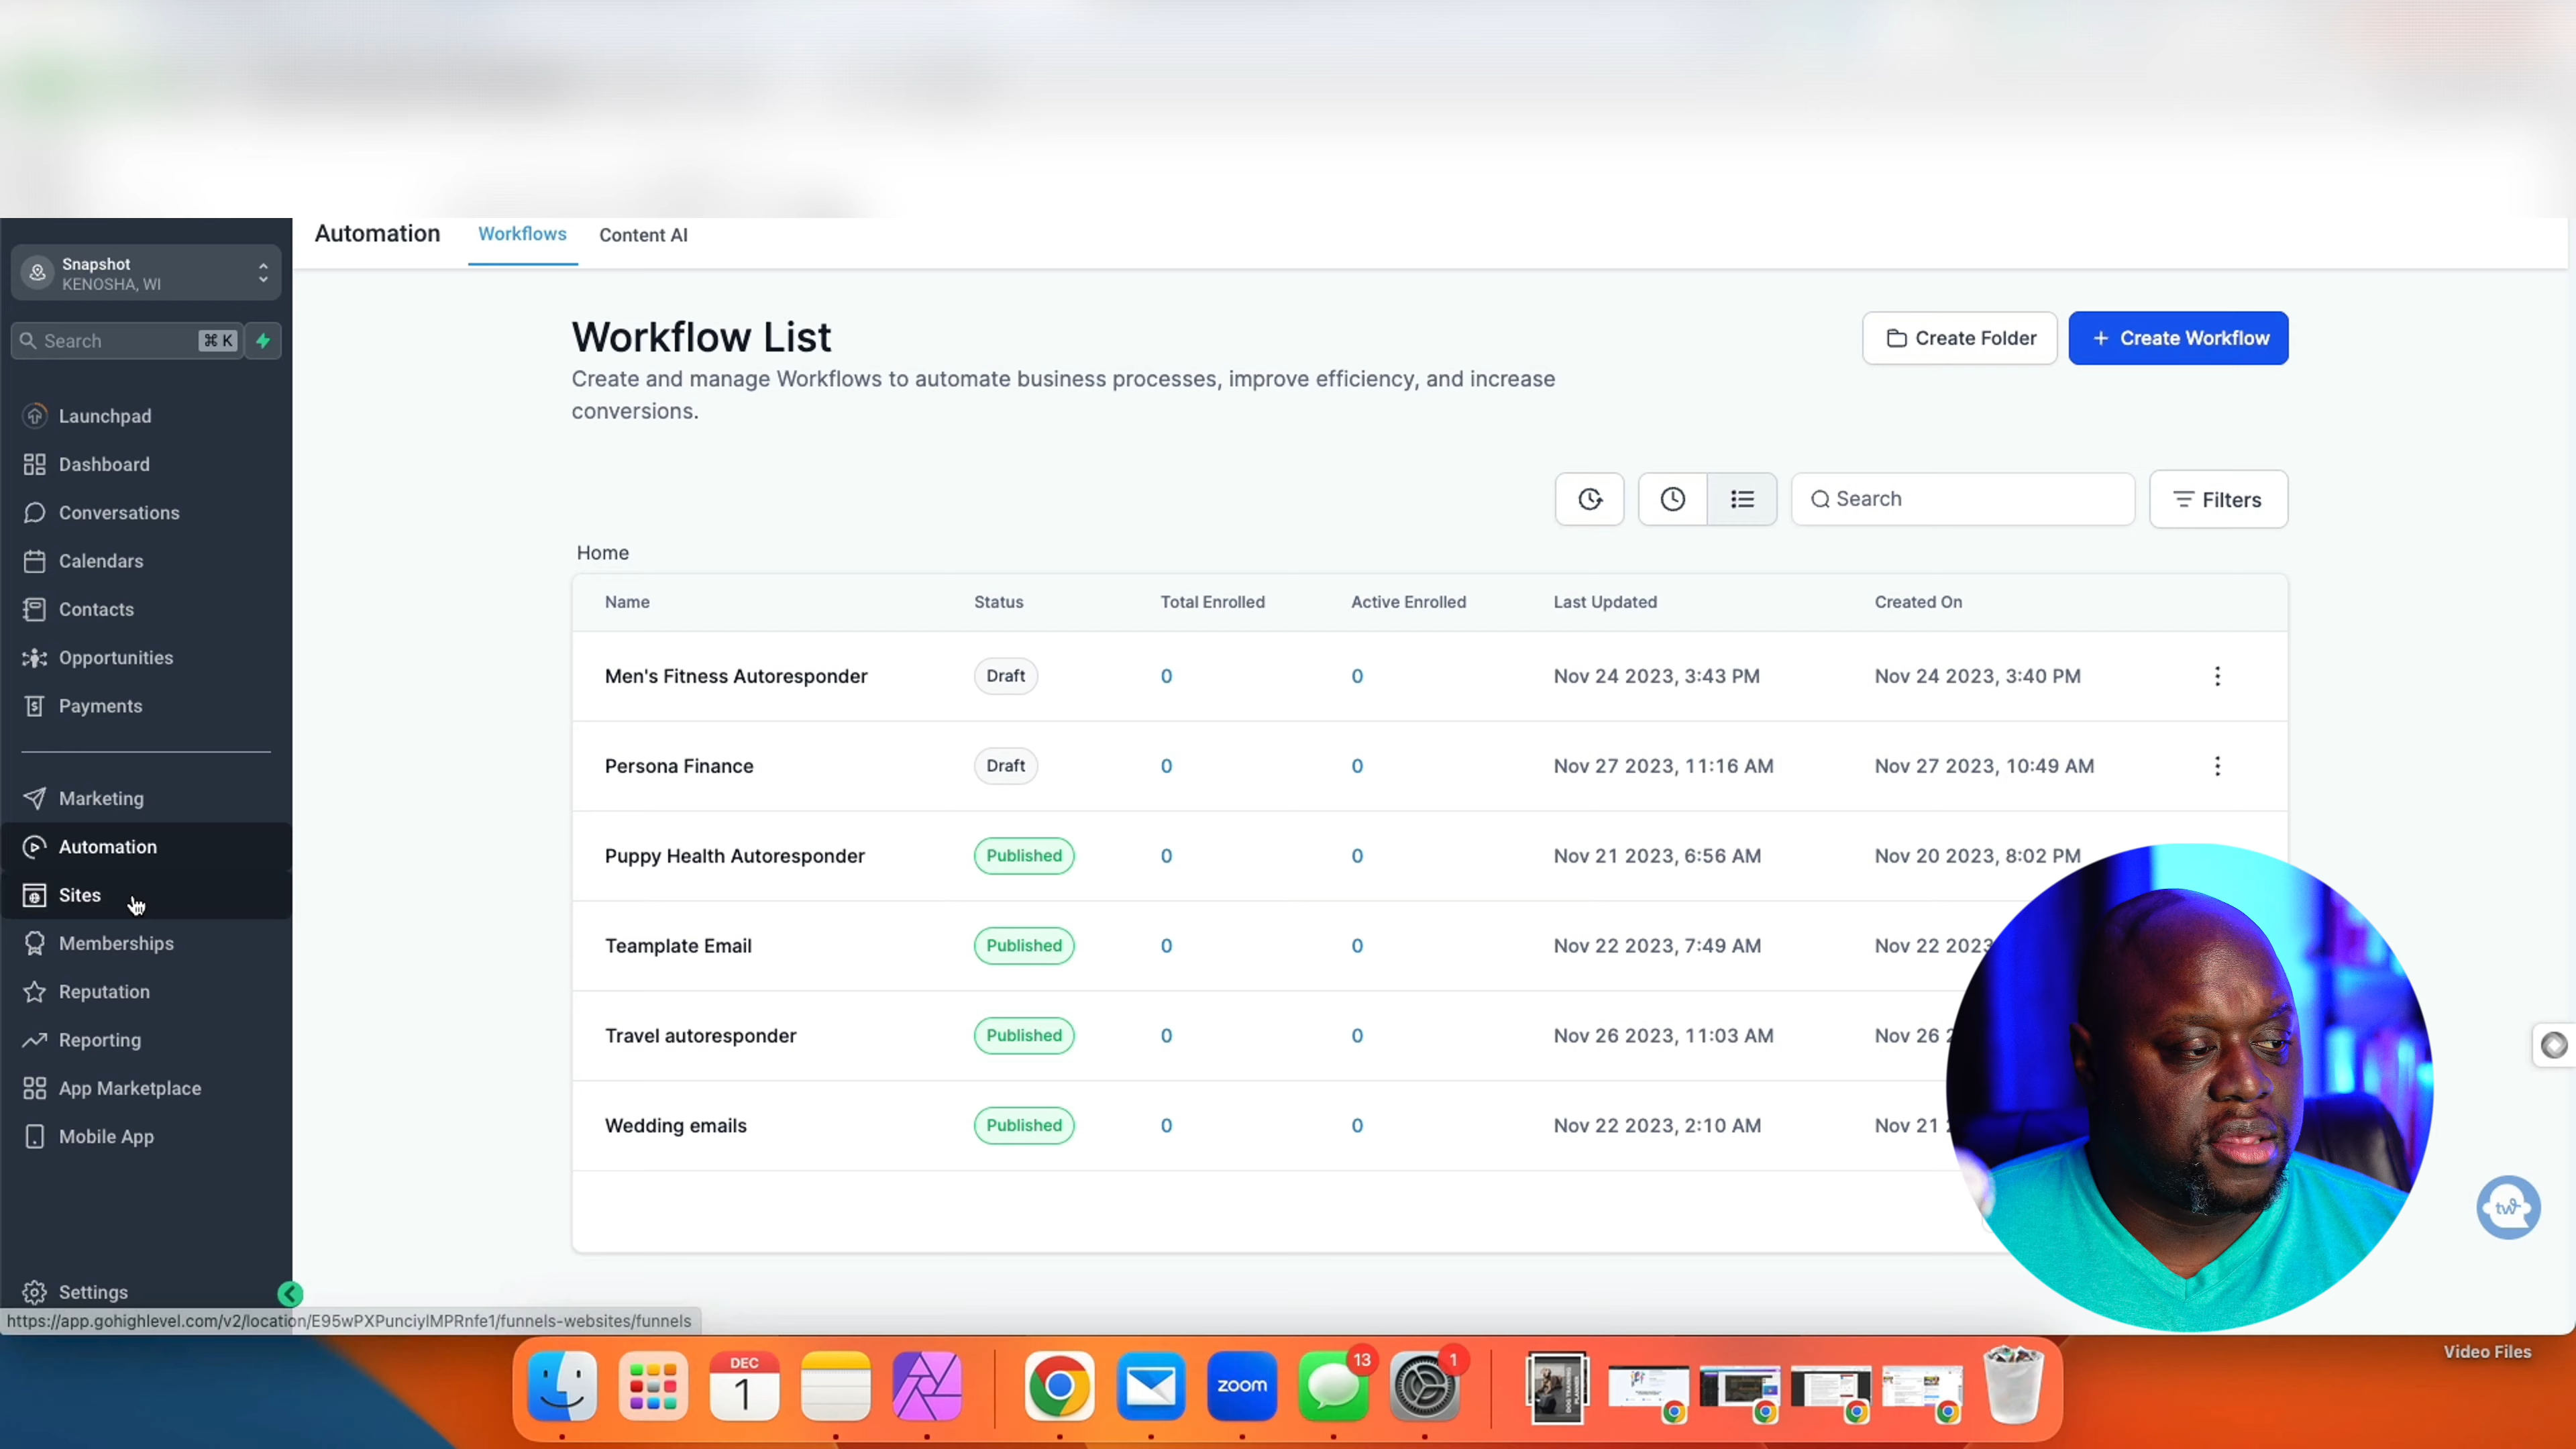 Snapshot
KENOSHA, WI
Search ⌘ K
Launchpad
Dashboard
Conversations
Calendars
Contacts
Opportunities
Payments
Marketing
Automation
Sites
Memberships
Reputation
Reporting
App Marketplace
Mobile App
Settings
https://app.gohighlevel.com/v2/location/E95wPXPunciyIMPRnfe1/funnels-websites/funnels
Automation Workflows Content AI
Workflow List
Create and manage Workflows to automate business processes, improve efficiency, and increase
conversions.
Create Folder + Create Workflow
Search Filters
Home
Name Status Total Enrolled Active Enrolled Last Updated Created On
Men's Fitness Autoresponder Draft 0 0 Nov 24 2023, 3:43 PM Nov 24 2023, 3:40 PM
Persona Finance Draft 0 0 Nov 27 2023, 11:16 AM Nov 27 2023, 10:49 AM
Puppy Health Autoresponder Published 0 0 Nov 21 2023, 6:56 AM Nov 20 2023, 8:02 PM
Teamplate Email Published 0 0 Nov 22 2023, 7:49 AM Nov 22 2023
Travel autoresponder Published 0 0 Nov 26 2023, 11:03 AM Nov 26 2
Wedding emails Published 0 0 Nov 22 2023, 2:10 AM Nov 21
tw
Video Files
DEC
1
zoom
13
1
DOG TRAINING
PLANNER